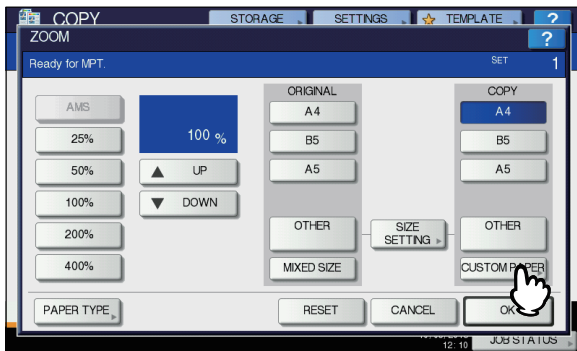 COPY STORAGE SETTINGS TEMPLATE ?
ZOOM ?
Ready for MPT. SET 1
ORIGINAL COPY
AMS 100 % A4 A4
25% B5 B5
50% UP A5 A5
100% DOWN
200% OTHER SIZE SETTING OTHER
400% MIXED SIZE CUSTOM PAPER
PAPER TYPE RESET CANCEL OK
12:10 JOB STATUS